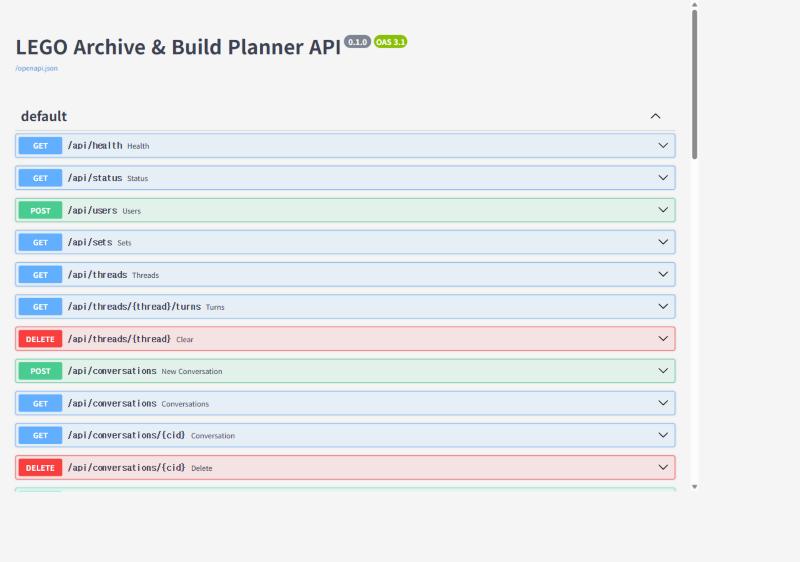 LEGO Archive & Build Planner API 0.1.0 OAS 3.1
/openapi.json
default
GET /api/health Health
GET /api/status Status
POST /api/users Users
GET /api/sets Sets
GET /api/threads Threads
GET /api/threads/{thread}/turns Turns
DELETE /api/threads/{thread} Clear
POST /api/conversations New Conversation
GET /api/conversations Conversations
GET /api/conversations/{cid} Conversation
DELETE /api/conversations/{cid} Delete